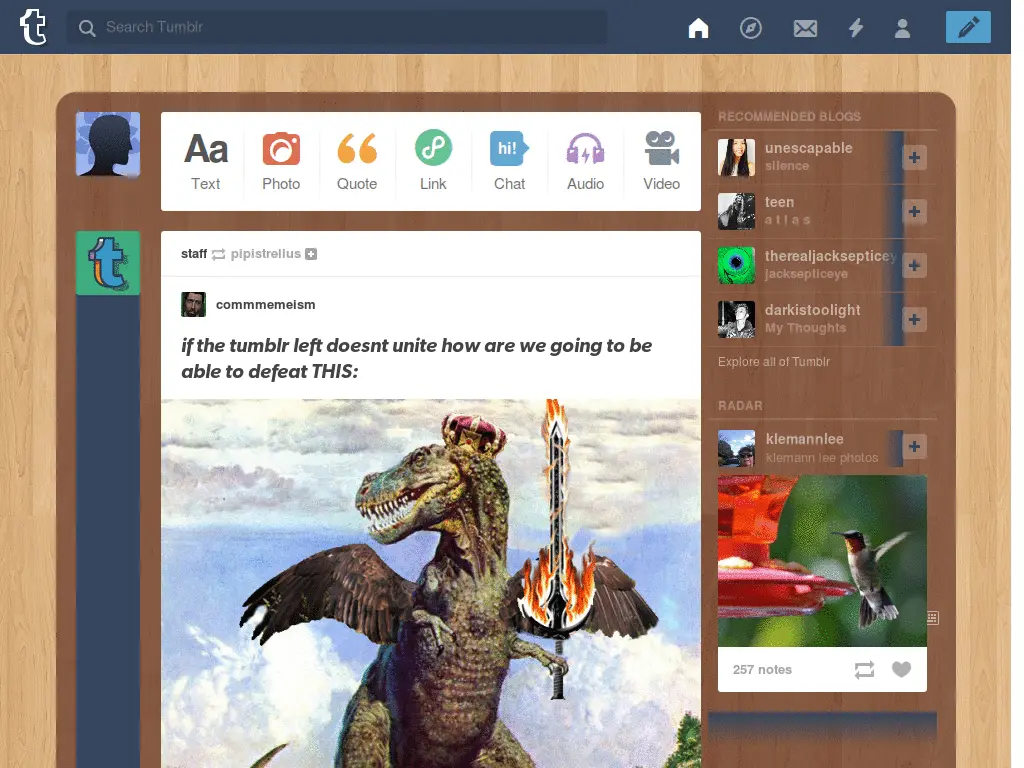 Search Tumblr
Aa
Text
Photo
Quote
Link
hi!
Chat
Audio
Video
staff pipistrellus
commmemeism
if the tumblr left doesnt unite how are we going to be
able to defeat THIS:
RECOMMENDED BLOGS
unescapable
silence
teen
a t l a s
therealjacksepticey
jacksepticeye
darkistoolight
My Thoughts
Explore all of Tumblr
RADAR
klemannlee
klemann lee photos
257 notes